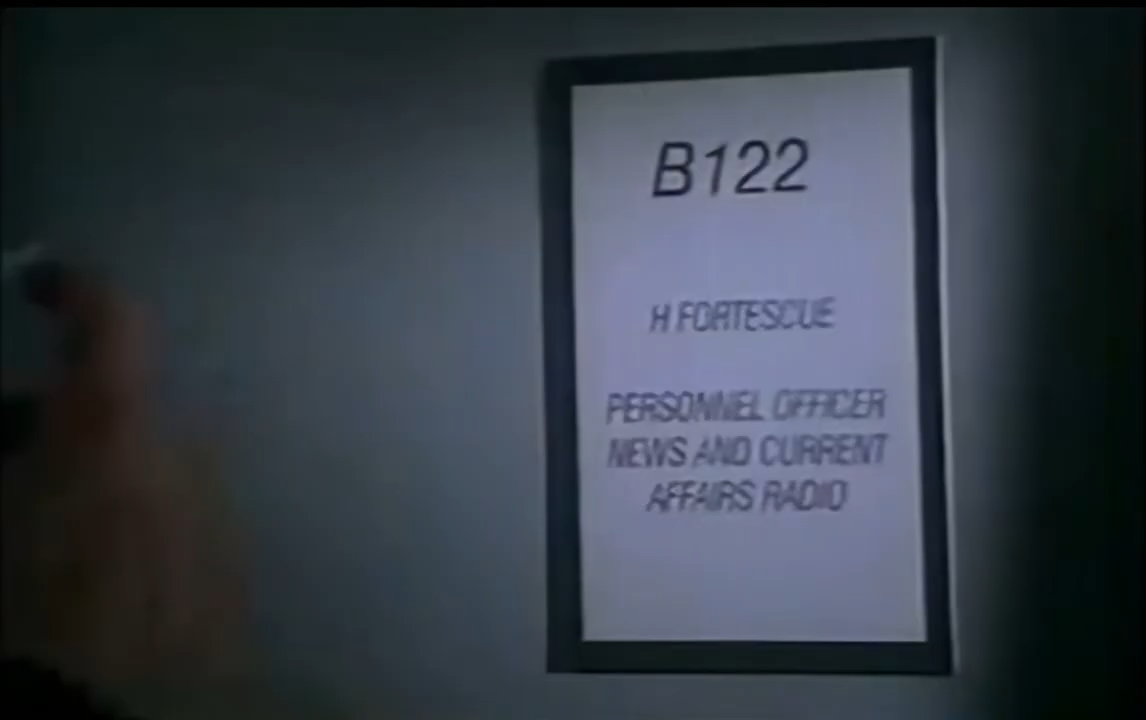 B122
H FORTESCUE
PERSONNEL OFFICER
NEWS AND CURRENT
AFFAIRS RADIO